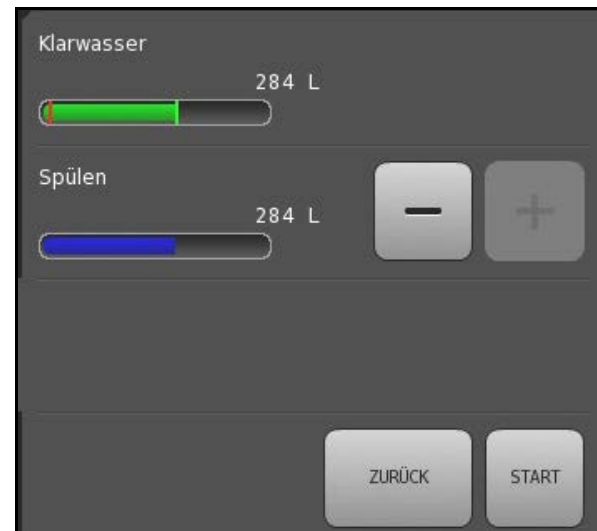 Klarwasser
284 L
Spülen
284 L
ZURÜCK
START